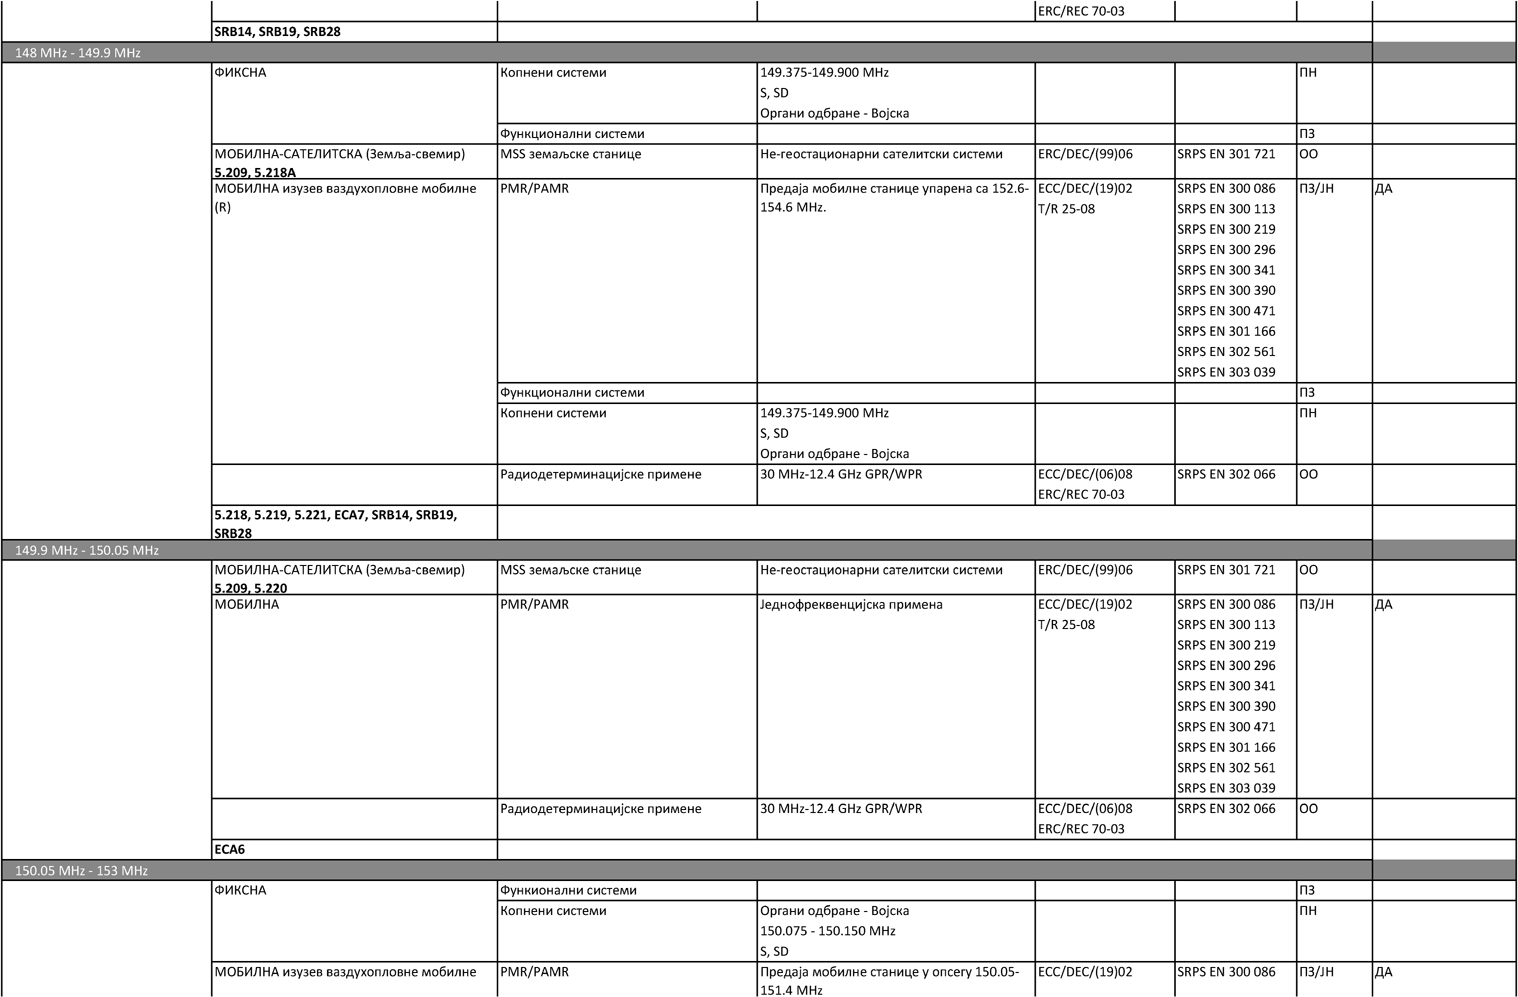 ERC/REC 70-03
SRB14, SRB19, SRB28
148 MHz - 149.9 MHz
ФИКСНА
Копнени системи
149.375-149.900 MHz
S, SD
Органи одбране - Војска
ПН
Функционални системи
ПЗ
МОБИЛНА-САТЕЛИТСКА (Земља-свемир)
5.209, 5.218A
MSS земаљске станице
Не-геостационарни сателитски системи
ERC/DEC/(99)06
SRPS EN 301 721
ОО
МОБИЛНА изузев ваздухопловне мобилне
(R)
PMR/PAMR
Предаја мобилне станице упарена са 152.6-
154.6 MHz.
ECC/DEC/(19)02
T/R 25-08
SRPS EN 300 086
SRPS EN 300 113
SRPS EN 300 219
SRPS EN 300 296
SRPS EN 300 341
SRPS EN 300 390
SRPS EN 300 471
SRPS EN 301 166
SRPS EN 302 561
SRPS EN 303 039
ПЗ/ЈН
ДА
Функционални системи
ПЗ
Копнени системи
149.375-149.900 MHz
S, SD
Органи одбране - Војска
ПН
Радиодетерминацијске примене
30 MHz-12.4 GHz GPR/WPR
ECC/DEC/(06)08
ERC/REC 70-03
SRPS EN 302 066
ОО
5.218, 5.219, 5.221, ECA7, SRB14, SRB19,
SRB28
149.9 MHz - 150.05 MHz
МОБИЛНА-САТЕЛИТСКА (Земља-свемир)
5.209, 5.220
MSS земаљске станице
Не-геостационарни сателитски системи
ERC/DEC/(99)06
SRPS EN 301 721
ОО
МОБИЛНА
PMR/PAMR
Једнофреквенцијска примена
ECC/DEC/(19)02
T/R 25-08
SRPS EN 300 086
SRPS EN 300 113
SRPS EN 300 219
SRPS EN 300 296
SRPS EN 300 341
SRPS EN 300 390
SRPS EN 300 471
SRPS EN 301 166
SRPS EN 302 561
SRPS EN 303 039
ПЗ/ЈН
ДА
Радиодетерминацијске примене
30 MHz-12.4 GHz GPR/WPR
ECC/DEC/(06)08
ERC/REC 70-03
SRPS EN 302 066
ОО
ECA6
150.05 MHz - 153 MHz
ФИКСНА
Функионални системи
ПЗ
Копнени системи
Органи одбране - Војска
150.075 - 150.150 MHz
S, SD
ПН
МОБИЛНА изузев ваздухопловне мобилне
PMR/PAMR
Предаја мобилне станице у опсегу 150.05-
151.4 MHz
ECC/DEC/(19)02
SRPS EN 300 086
ПЗ/ЈН
ДА